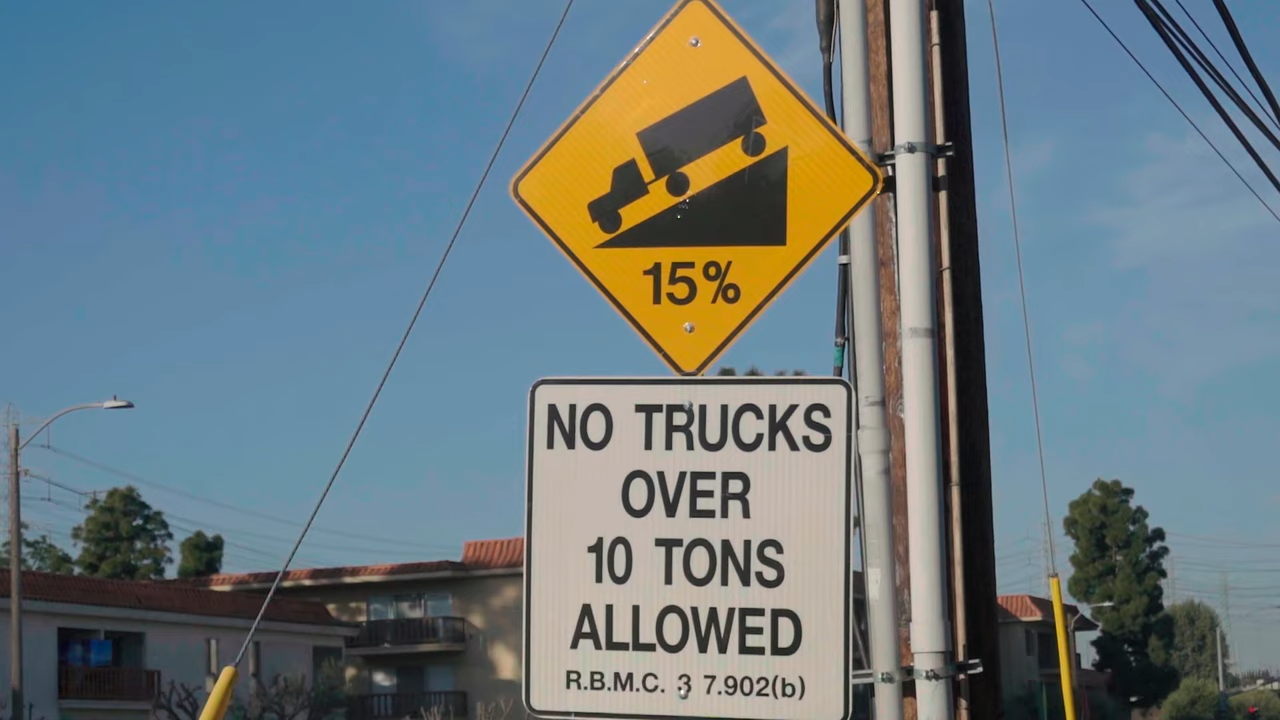 15%
NO TRUCKS
OVER
10 TONS
ALLOWED
R.B.M.C. 3 7.902(b)